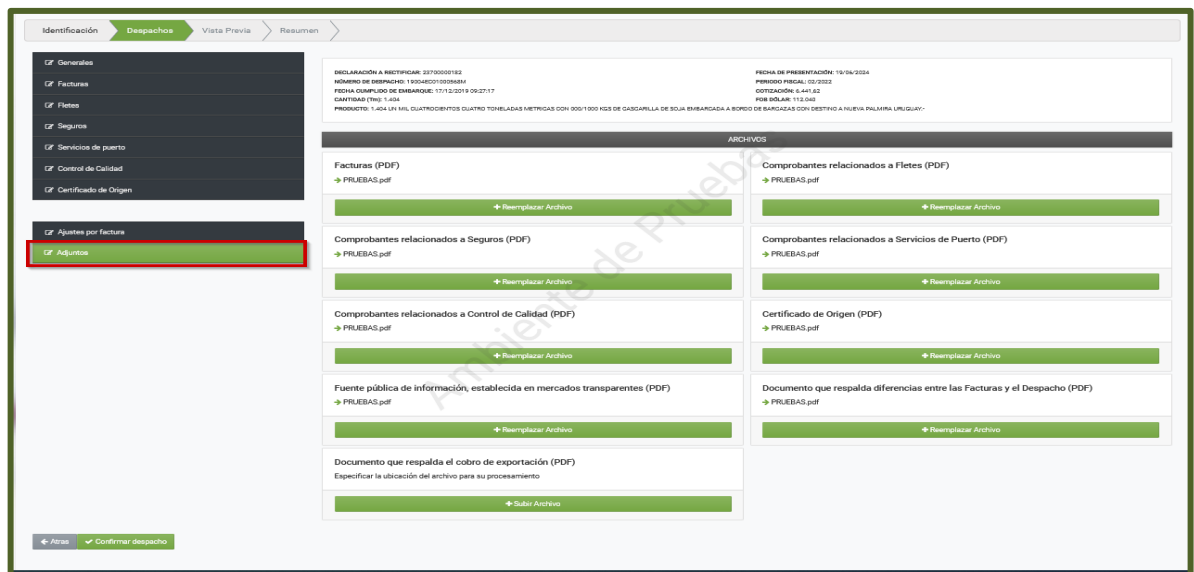 Identificación
Despachos
Vista Previa
Resumen
Generales
Facturas
Fletes
Seguros
Servicios de puerto
Control de Calidad
Certificado de Origen
Ajustes por factura
Adjuntos
DECLARACIÓN A RECTIFICAR: 23700000182
NÚMERO DE DESPACHO: 19004EC01000568M
FECHA CUMPLIDO DE EMBARQUE: 17/12/2019 09:27:17
CANTIDAD (Tm): 1.404
FECHA DE PRESENTACIÓN: 19/06/2024
PERIODO FISCAL: 02/2022
COTIZACIÓN: 6.441,62
FOB DÓLAR: 112.040
PRODUCTO: 1.404 UN MIL CUATROCIENTOS CUATRO TONELADAS METRICAS CON 000/1000 KGS DE CASCARILLA DE SOJA EMBARCADA A BORDO DE BARCAZAS CON DESTINO A NUEVA PALMIRA URUGUAY.-
ARCHIVOS
Facturas (PDF)
PRUEBAS.pdf
Reemplazar Archivo
Comprobantes relacionados a Fletes (PDF)
PRUEBAS.pdf
Reemplazar Archivo
Comprobantes relacionados a Seguros (PDF)
PRUEBAS.pdf
Reemplazar Archivo
Comprobantes relacionados a Servicios de Puerto (PDF)
PRUEBAS.pdf
Reemplazar Archivo
Comprobantes relacionados a Control de Calidad (PDF)
PRUEBAS.pdf
Reemplazar Archivo
Certificado de Origen (PDF)
PRUEBAS.pdf
Reemplazar Archivo
Fuente pública de información, establecida en mercados transparentes (PDF)
PRUEBAS.pdf
Reemplazar Archivo
Documento que respalda diferencias entre las Facturas y el Despacho (PDF)
PRUEBAS.pdf
Reemplazar Archivo
Documento que respalda el cobro de exportación (PDF)
Especificar la ubicación del archivo para su procesamiento
Subir Archivo
Ambiente de Pruebas
Atras
Confirmar despacho